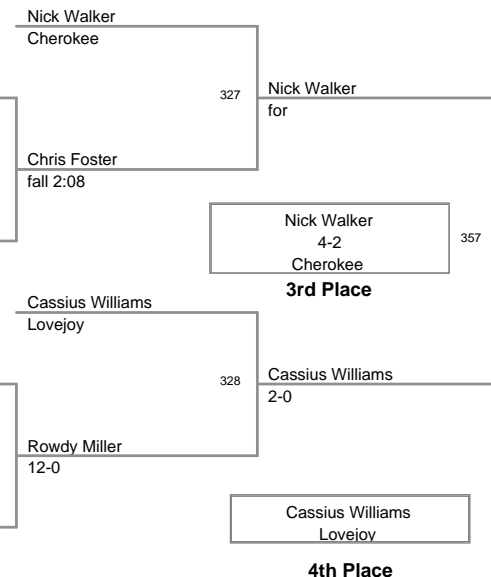 Nick Walker
Cherokee
327
Nick Walker
for
Chris Foster
fall 2:08
Nick Walker
4-2
Cherokee
357
3rd Place
Cassius Williams
Lovejoy
328
Cassius Williams
2-0
Rowdy Miller
12-0
Cassius Williams
Lovejoy
4th Place